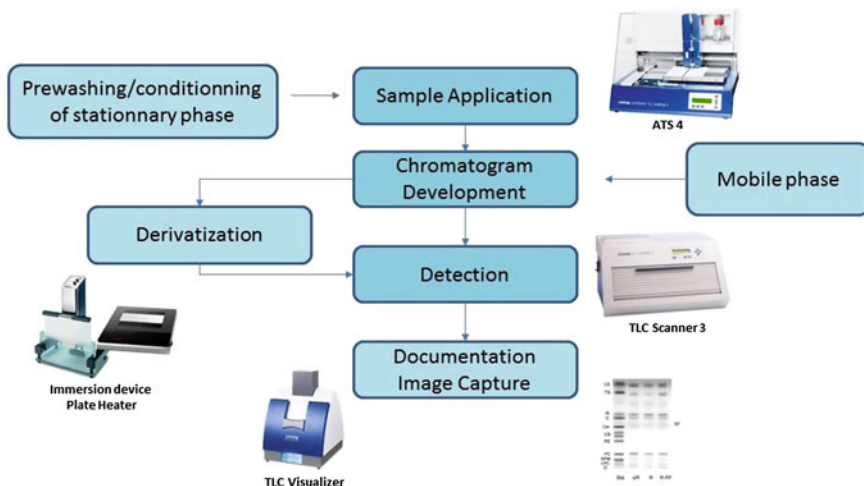 Prewashing/conditionning
of stationnary phase
Sample Application
ATS 4
Chromatogram
Development
Mobile phase
Derivatization
Detection
TLC Scanner 3
Immersion device
Plate Heater
Documentation
Image Capture
TLC Visualizer